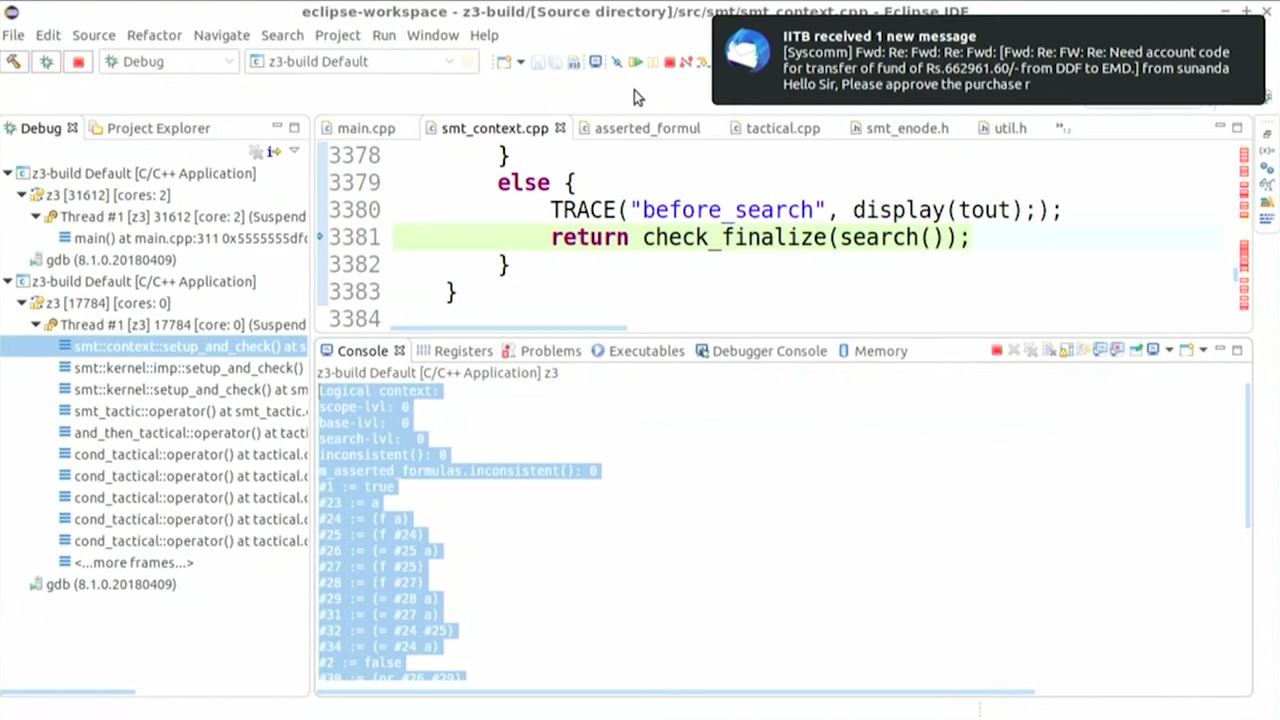 eclipse-workspace - z3-build/[Source directory]/src/smt/smt_context.cpp - Eclipse IDE
File Edit Source Refactor Navigate Search Project Run Window Help
IITB received 1 new message
[Syscomm] Fwd: Re: Fwd: Re: Fwd: [Fwd: Re: FW: Re: Need account code
for transfer of fund of Rs.662961.60/- from DDF to EMD.] from sunanda
Hello Sir, Please approve the purchase r
Debug
z3-build Default
Debug Project Explorer
main.cpp smt_context.cpp asserted_formul tactical.cpp smt_enode.h util.h »12
z3-build Default [C/C++ Application]
z3 [31612] [cores: 2]
Thread #1 [z3] 31612 [core: 2] (Suspend
main() at main.cpp:311 0x5555555dfc
gdb (8.1.0.20180409)
z3-build Default [C/C++ Application]
z3 [17784] [cores: 0]
Thread #1 [z3] 17784 [core: 0] (Suspend
smt::context::setup_and_check() at s
smt::kernel::imp::setup_and_check()
smt::kernel::setup_and_check() at sm
smt_tactic::operator() at smt_tactic.
and_then_tactical::operator() at tacti
cond_tactical::operator() at tactical.c
cond_tactical::operator() at tactical.c
cond_tactical::operator() at tactical.c
cond_tactical::operator() at tactical.c
cond_tactical::operator() at tactical.c
<...more frames...>
gdb (8.1.0.20180409)
3378 }
3379 else {
3380 TRACE("before_search", display(tout););
3381 return check_finalize(search());
3382 }
3383 }
3384
Console Registers Problems Executables Debugger Console Memory
z3-build Default [C/C++ Application] z3
Logical context:
scope-lvl: 0
base-lvl: 0
search-lvl: 0
inconsistent(): 0
m_asserted_formulas.inconsistent(): 0
#1 := true
#23 := a
#24 := (f a)
#25 := (f #24)
#26 := (= #25 a)
#27 := (f #25)
#28 := (f #27)
#29 := (= #28 a)
#31 := (= #27 a)
#32 := (= #24 #25)
#34 := (= #24 a)
#2 := false
#30 := (or #26 #29)